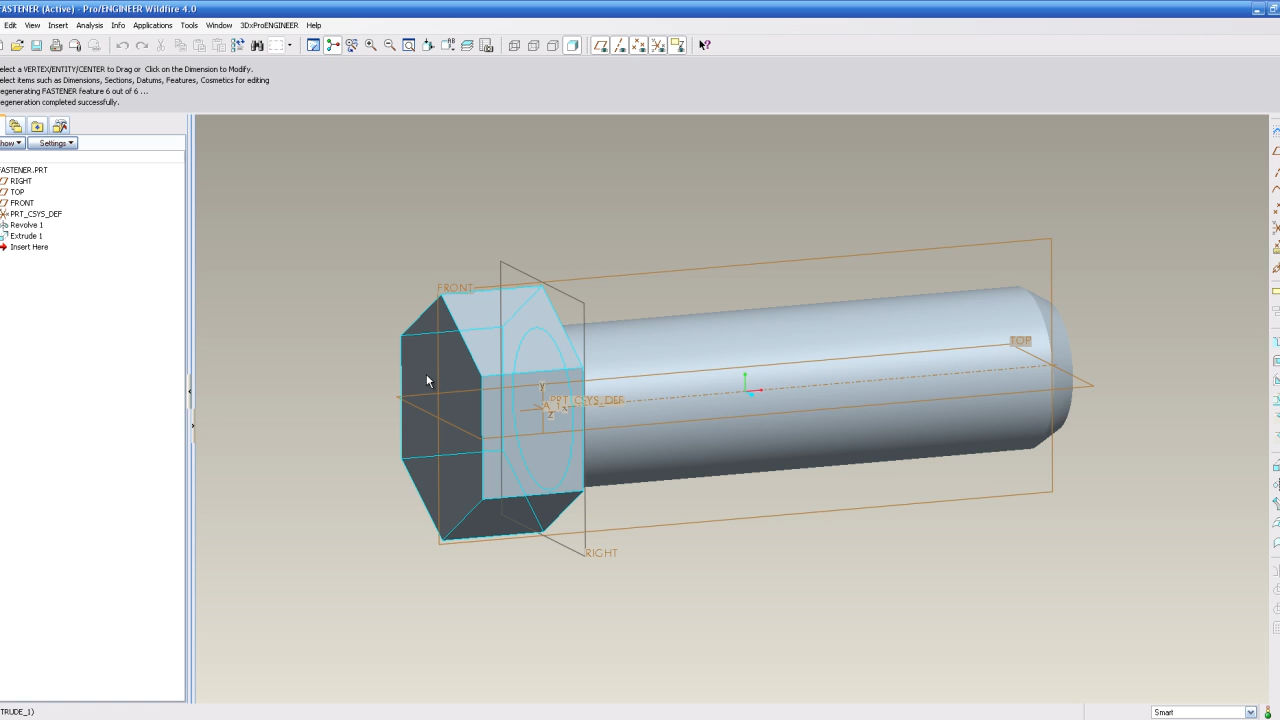 FASTENER (Active) - Pro/ENGINEER Wildfire 4.0
Edit View Insert Analysis Info Applications Tools Window 3DxProENGINEER Help
elect a VERTEX/ENTITY/CENTER to Drag or Click on the Dimension to Modify.
elect items such as Dimensions, Sections, Datums, Features, Cosmetics for editing
egenerating FASTENER feature 6 out of 6 ...
egeneration completed successfully.
how Settings
FASTENER.PRT
RIGHT
TOP
FRONT
PRT_CSYS_DEF
Revolve 1
Extrude 1
Insert Here
FRONT
TOP
y
PRT_CSYS_DEF
A_1
x
z
RIGHT
TRUDE_1)
Smart